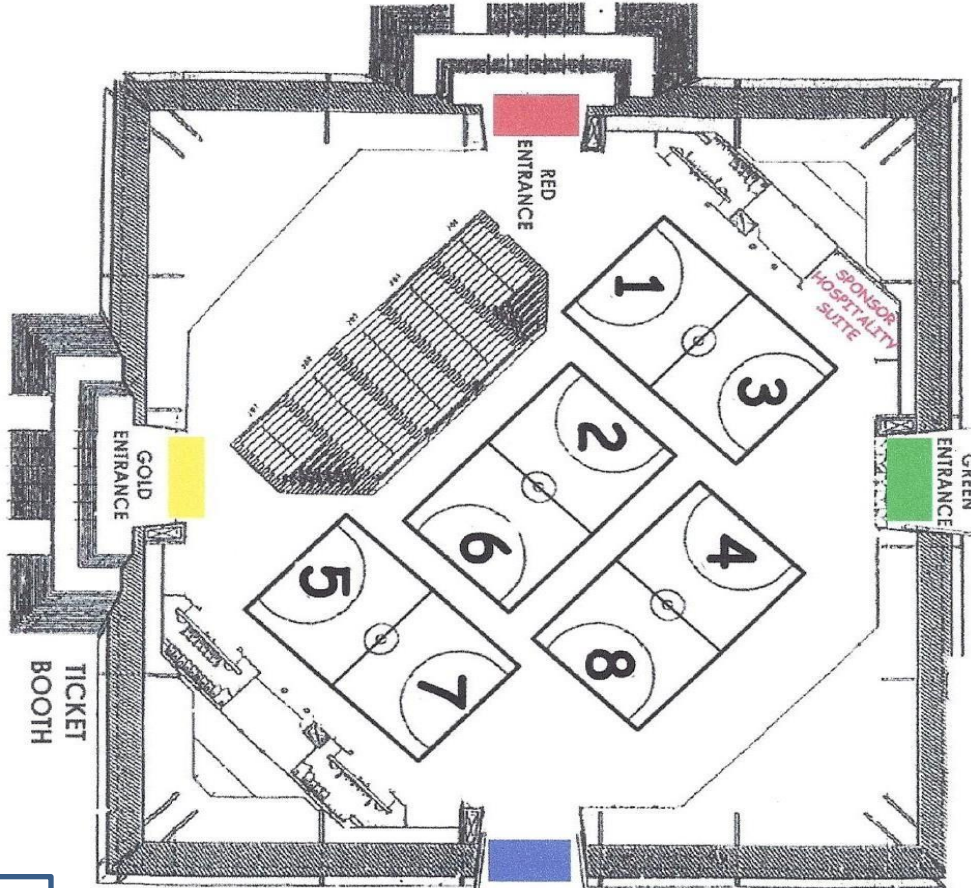 RED
ENTRANCE
SPONSOR
HOSPITALITY
SUITE
1
3
2
6
4
8
5
7
GREEN
ENTRANCE
GOLD
ENTRANCE
TICKET
BOOTH